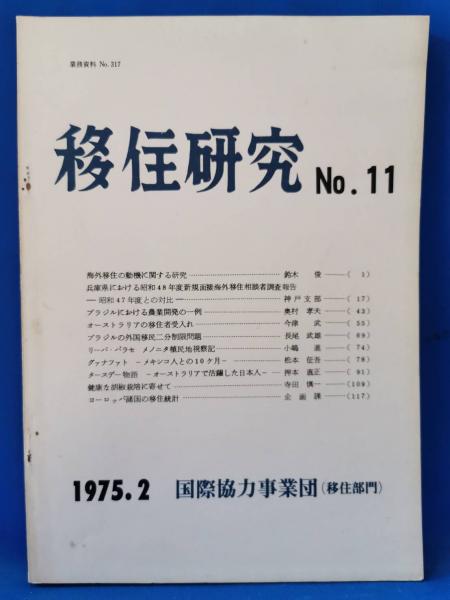 業務資料 No.317
移住研究 No.11
海外移住の動機に関する研究 鈴木 俊 ( 1)
兵庫県における昭和48年度新規面接海外移住相談者調査報告
― 昭和47年度との対比 ― 神戸支部 ( 17)
ブラジルにおける農業開発の一例 奥村 孝夫 ( 43)
オーストラリアの移住者受入れ 今津 武 ( 55)
ブラジルの外国移民二分制限問題 長尾 武雄 ( 69)
リーバ・パラセ メノニタ植民地視察記 小嶋 ( 74)
グァナファト －メキシコ人との10ケ月－ 松本 征吾 ( 78)
タースデー物語 －オーストラリアで活躍した日本人－ 押本 直正 ( 91)
健康な胡椒栽培に寄せて 寺田 慎一 (109)
ヨーロッパ諸国の移住統計 企画課 (117)
1975.2 国際協力事業団(移住部門)